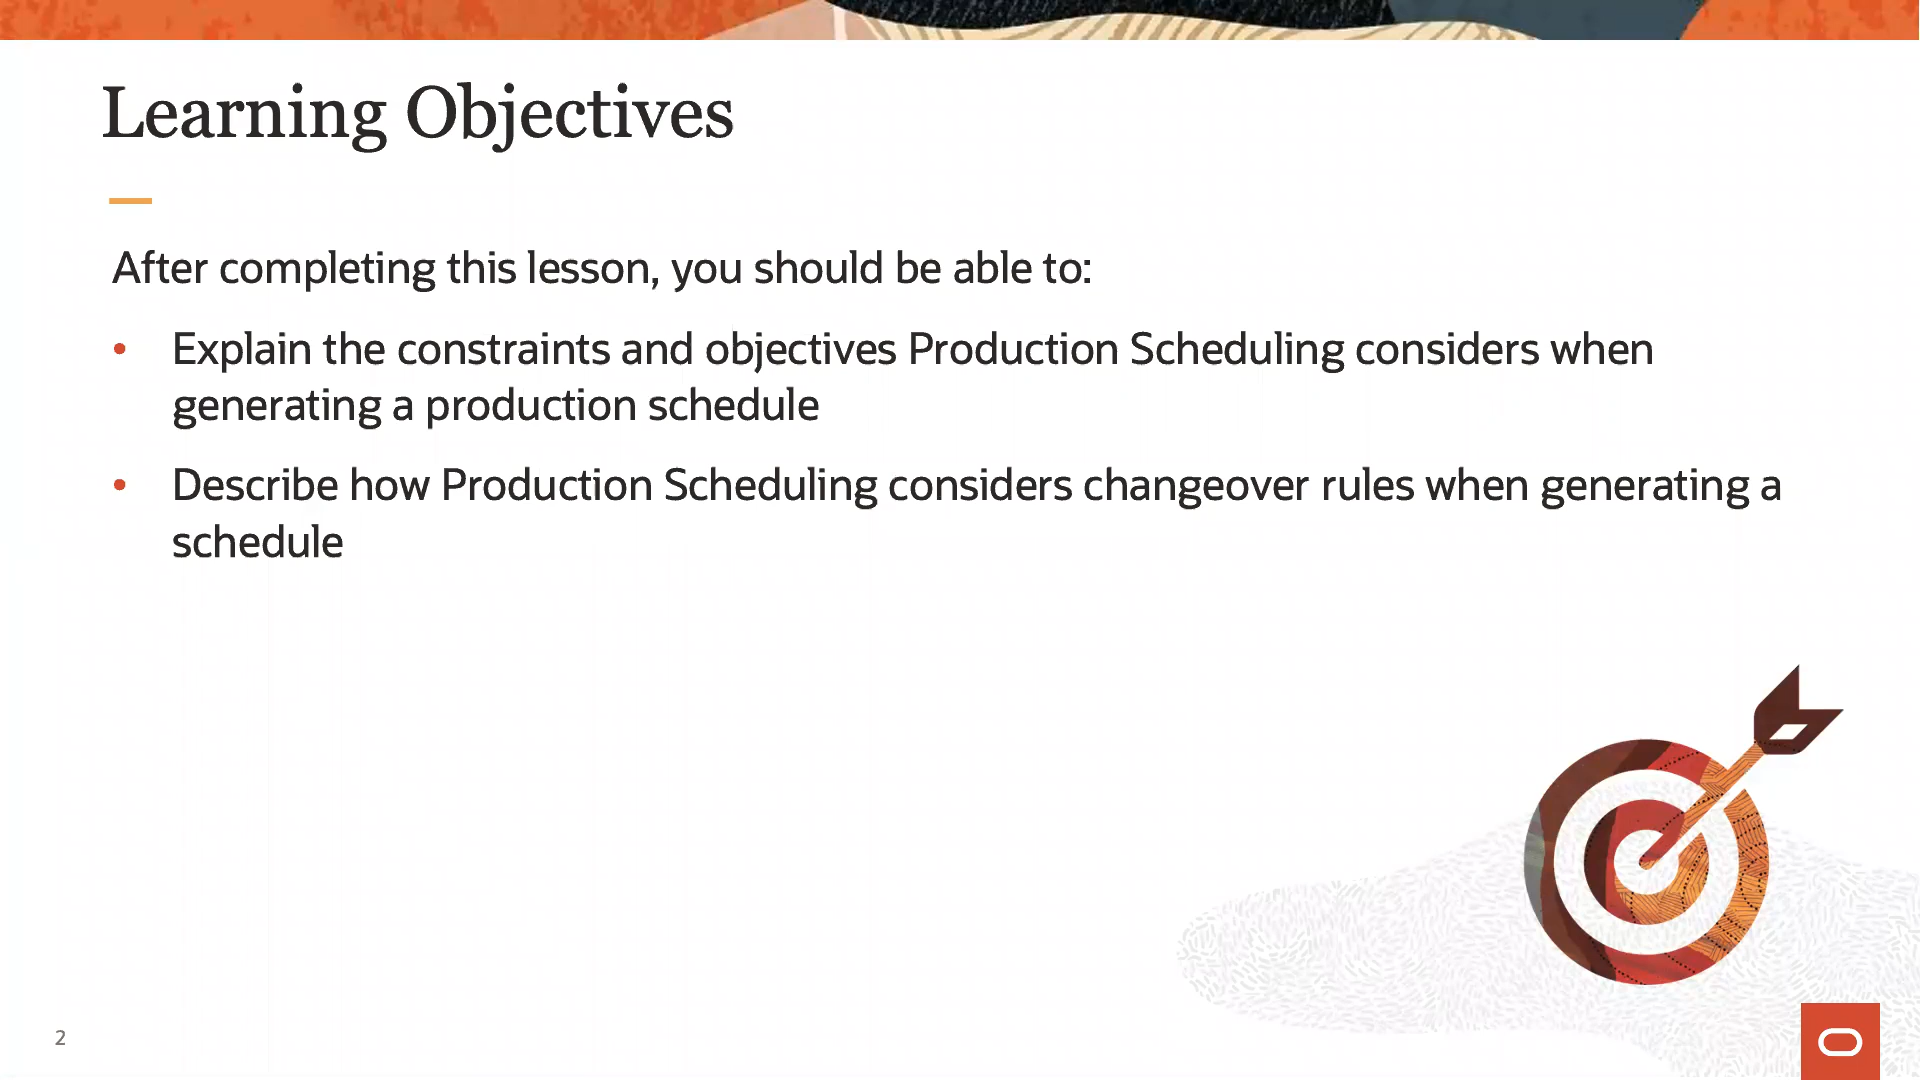 Learning Objectives
After completing this lesson, you should be able to:
• Explain the constraints and objectives Production Scheduling considers when
generating a production schedule
• Describe how Production Scheduling considers changeover rules when generating a
schedule
2